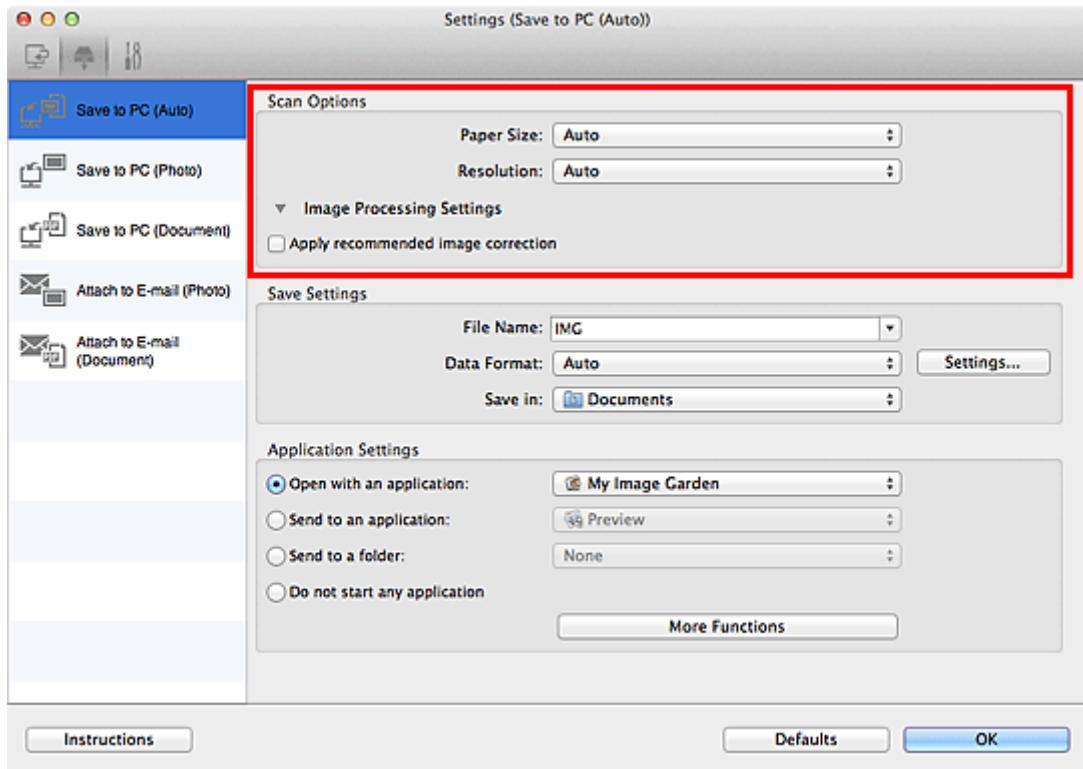 Settings (Save to PC (Auto))
Save to PC (Auto)
Save to PC (Photo)
Save to PC (Document)
Attach to E-mail (Photo)
Attach to E-mail
(Document)
Scan Options
Paper Size: Auto
Resolution: Auto
Image Processing Settings
Apply recommended image correction
Save Settings
File Name: IMG
Data Format: Auto Settings...
Save in: Documents
Application Settings
Open with an application: My Image Garden
Send to an application: Preview
Send to a folder: None
Do not start any application
More Functions
Instructions Defaults OK